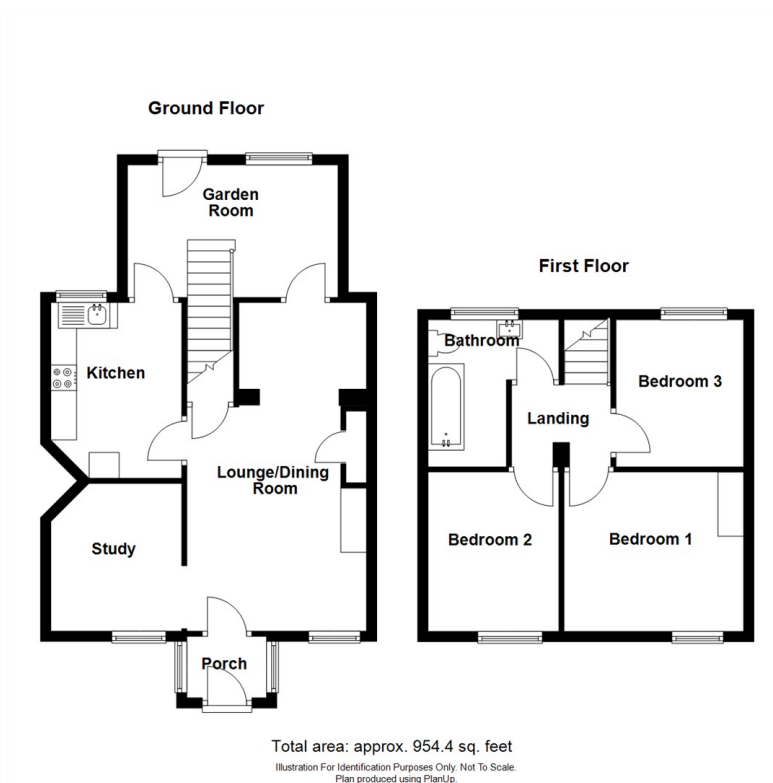 Ground Floor
Garden
Room
Kitchen
Lounge/Dining
Room
Study
Porch
First Floor
Bathroom
Bedroom 3
Landing
Bedroom 2
Bedroom 1
Total area: approx. 954.4 sq. feet
Illustration For Identification Purposes Only. Not To Scale.
Plan produced using PlanUp.